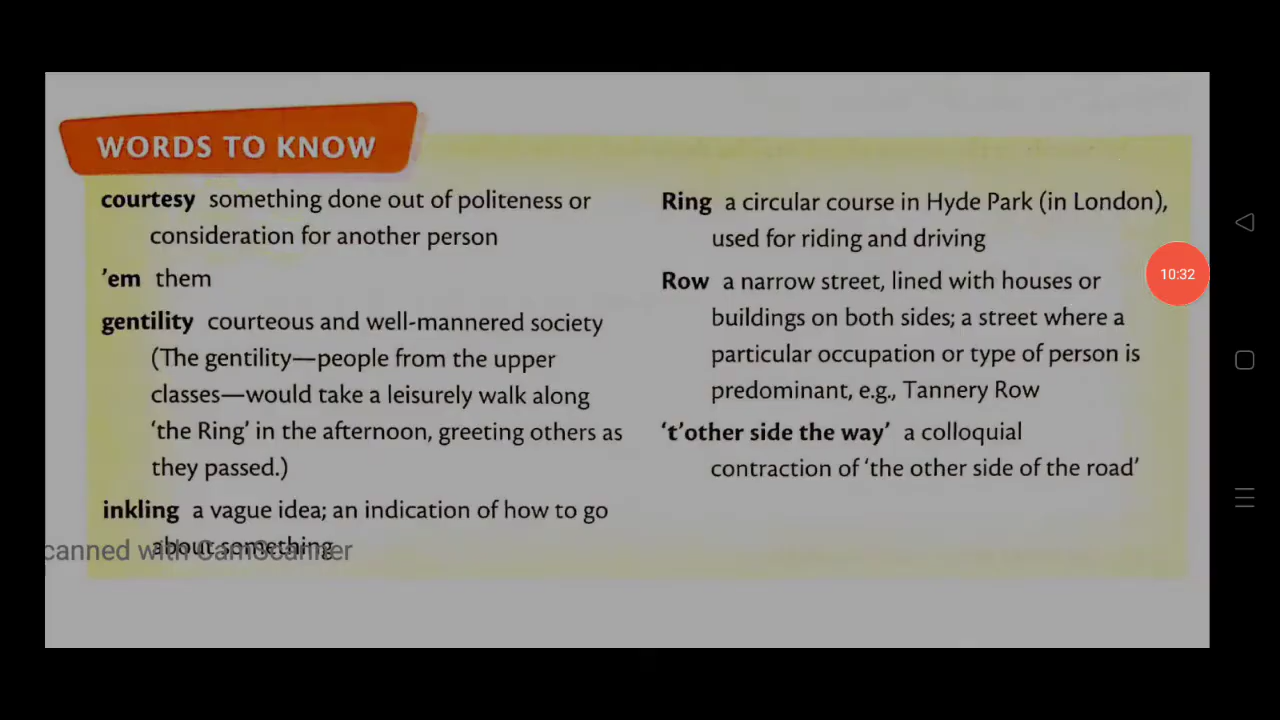 WORDS TO KNOW
courtesy something done out of politeness or
consideration for another person
’em them
gentility courteous and well-mannered society
(The gentility—people from the upper
classes—would take a leisurely walk along
‘the Ring’ in the afternoon, greeting others as
they passed.)
inkling a vague idea; an indication of how to go
about something
canned with CamScanner
Ring a circular course in Hyde Park (in London),
used for riding and driving
Row a narrow street, lined with houses or
buildings on both sides; a street where a
particular occupation or type of person is
predominant, e.g., Tannery Row
‘t’other side the way’ a colloquial
contraction of ‘the other side of the road’
10:32